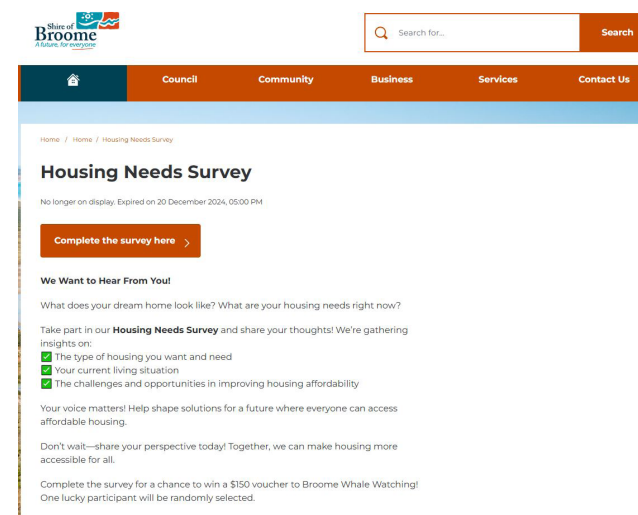 Shire of
Broome
A future, for everyone
Search for...
Search
Council
Community
Business
Services
Contact Us
Home / Home / Housing Needs Survey
Housing Needs Survey
No longer on display. Expired on 20 December 2024, 05:00 PM
Complete the survey here
We Want to Hear From You!
What does your dream home look like? What are your housing needs right now?
Take part in our Housing Needs Survey and share your thoughts! We're gathering
insights on:
✅ The type of housing you want and need
✅ Your current living situation
✅ The challenges and opportunities in improving housing affordability
Your voice matters! Help shape solutions for a future where everyone can access
affordable housing.
Don't wait—share your perspective today! Together, we can make housing more
accessible for all.
Complete the survey for a chance to win a $150 voucher to Broome Whale Watching!
One lucky participant will be randomly selected.